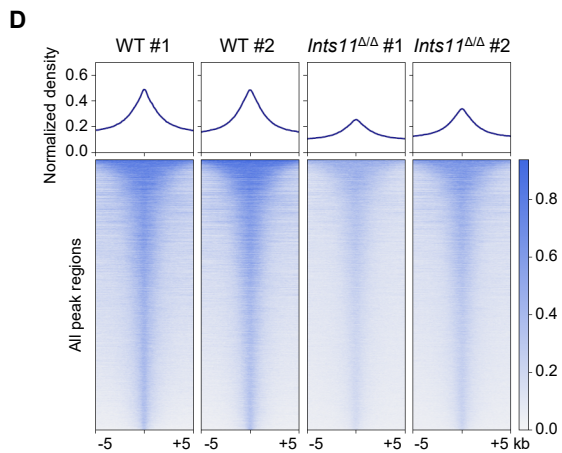 D
WT #1 WT #2 Ints11Δ/Δ #1 Ints11Δ/Δ #2
Normalized density
0.6
0.4
0.2
0.0
All peak regions
0.8
0.6
0.4
0.2
0.0
-5 +5 -5 +5 -5 +5 -5 +5 kb